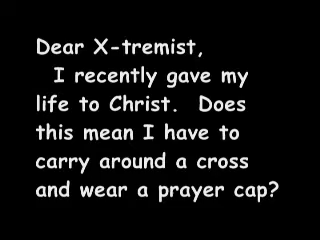 Dear X-tremist,
I recently gave my
life to Christ. Does
this mean I have to
carry around a cross
and wear a prayer cap?